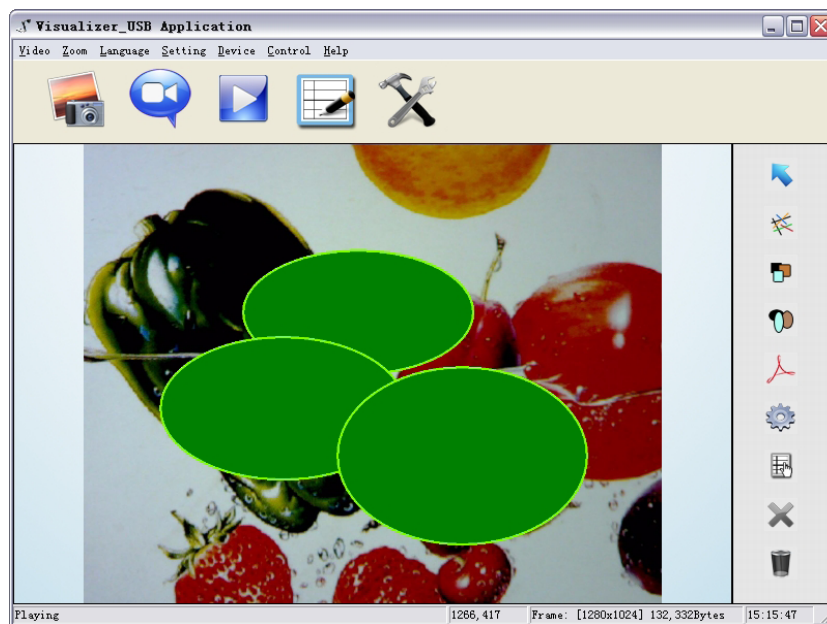 Visualizer_USB Application
Video Zoom Language Setting Device Control Help
Playing 1266,417 Frame: [1280x1024] 132,332Bytes 15:15:47